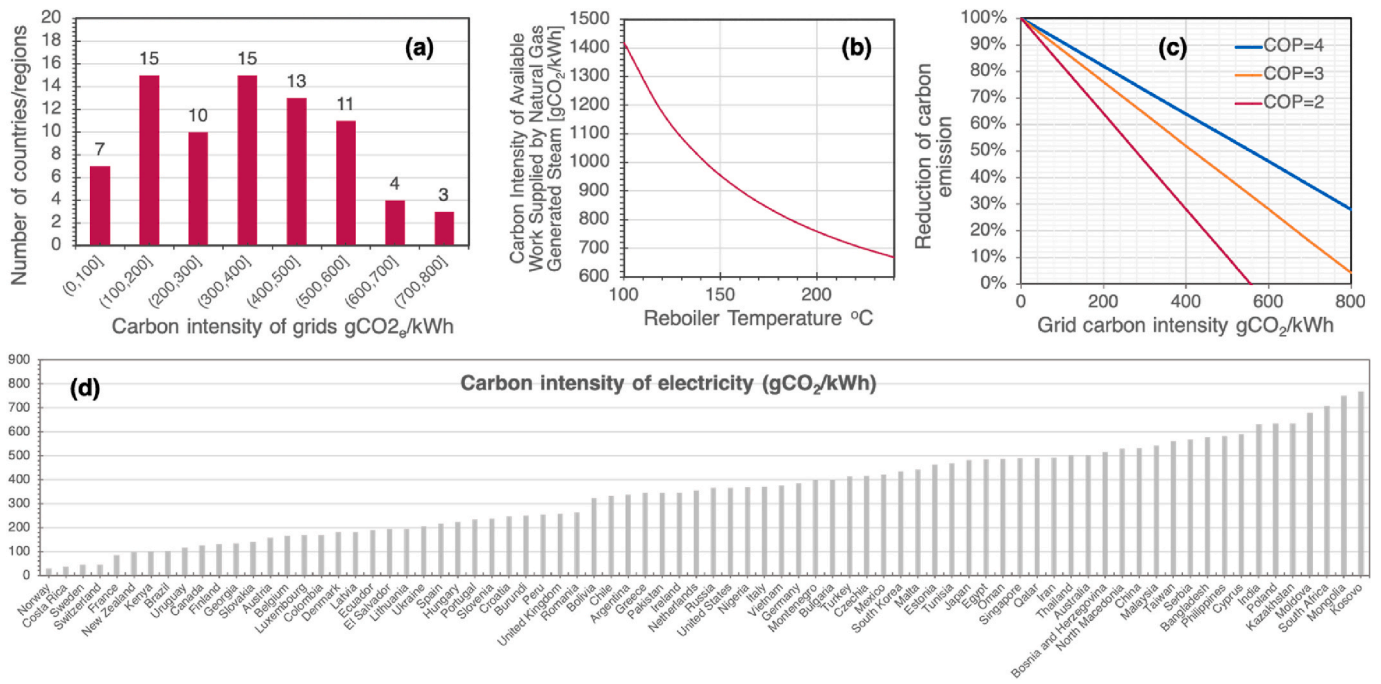 (a)
Number of countries/regions
20
18
16
14
12
10
8
6
4
2
0
7
15
10
15
13
11
4
3
(0,100]
(100,200]
(200,300]
(300,400]
(400,500]
(500,600]
(600,700]
(700,800]
Carbon intensity of grids gCO2e/kWh
(b)
Carbon Intensity of Available
Work Supplied by Natural Gas
Generated Steam [gCO2/kWh]
1500
1400
1300
1200
1100
1000
900
800
700
600
100
150
200
Reboiler Temperature °C
(c)
Reduction of carbon
emission
100%
90%
80%
70%
60%
50%
40%
30%
20%
10%
0%
COP=4
COP=3
COP=2
0
200
400
600
800
Grid carbon intensity gCO2/kWh
(d)
Carbon intensity of electricity (gCO2/kWh)
900
800
700
600
500
400
300
200
100
0
Norway
Costa Rica
Sweden
Switzerland
France
New Zealand
Kenya
Brazil
Uruguay
Canada
Finland
Georgia
Slovakia
Austria
Belgium
Luxembourg
Colombia
Denmark
Latvia
Ecuador
El Salvador
Lithuania
Ukraine
Spain
Hungary
Portugal
Slovenia
Croatia
Burundi
Peru
United Kingdom
Romania
Bolivia
Chile
Argentina
Greece
Pakistan
Ireland
Netherlands
Russia
United States
Nigeria
Italy
Vietnam
Germany
Montenegro
Bulgaria
Turkey
Czechia
Mexico
South Korea
Malta
Estonia
Tunisia
Japan
Egypt
Oman
Singapore
Qatar
Iran
Thailand
Australia
Bosnia and Herzegovina
North Macedonia
China
Malaysia
Taiwan
Serbia
Bangladesh
Philippines
Cyprus
India
Poland
Kazakhstan
Moldova
South Africa
Mongolia
Kosovo